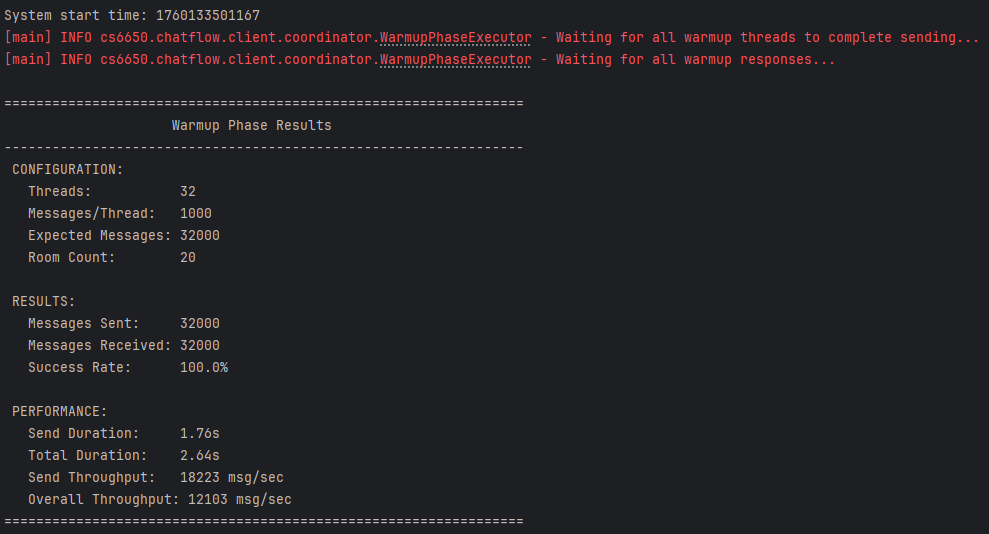 System start time: 1760133501167
[main] INFO cs6650.chatflow.client.coordinator.WarmupPhaseExecutor - Waiting for all warmup threads to complete sending...
[main] INFO cs6650.chatflow.client.coordinator.WarmupPhaseExecutor - Waiting for all warmup responses...
=================================================================
Warmup Phase Results
-----------------------------------------------------------------
CONFIGURATION:
Threads: 32
Messages/Thread: 1000
Expected Messages: 32000
Room Count: 20
RESULTS:
Messages Sent: 32000
Messages Received: 32000
Success Rate: 100.0%
PERFORMANCE:
Send Duration: 1.76s
Total Duration: 2.64s
Send Throughput: 18223 msg/sec
Overall Throughput: 12103 msg/sec
=================================================================